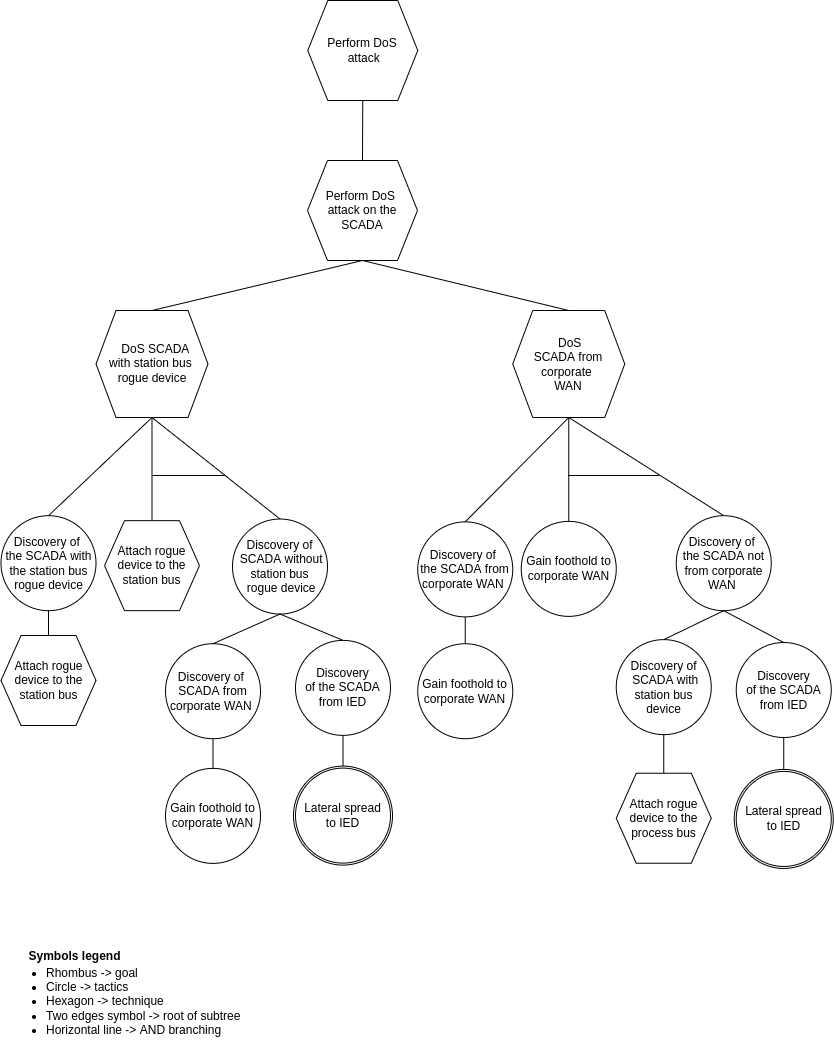 Perform DoS
attack
Perform DoS
attack on the
SCADA
DoS SCADA
with station bus
rogue device
DoS
SCADA from
corporate
WAN
Discovery of
the SCADA with
the station bus
rogue device
Attach rogue
device to the
station bus
Discovery of
SCADA without
station bus
rogue device
Discovery of
the SCADA from
corporate WAN
Gain foothold to
corporate WAN
Discovery of
the SCADA not
from corporate
WAN
Attach rogue
device to the
station bus
Discovery of
SCADA from
corporate WAN
Discovery
of the SCADA
from IED
Gain foothold to
corporate WAN
Discovery of
SCADA with
station bus
device
Discovery
of the SCADA
from IED
Gain foothold to
corporate WAN
Lateral spread
to IED
Attach rogue
device to the
process bus
Lateral spread
to IED
Symbols legend
• Rhombus -> goal
• Circle -> tactics
• Hexagon -> technique
• Two edges symbol -> root of subtree
• Horizontal line -> AND branching